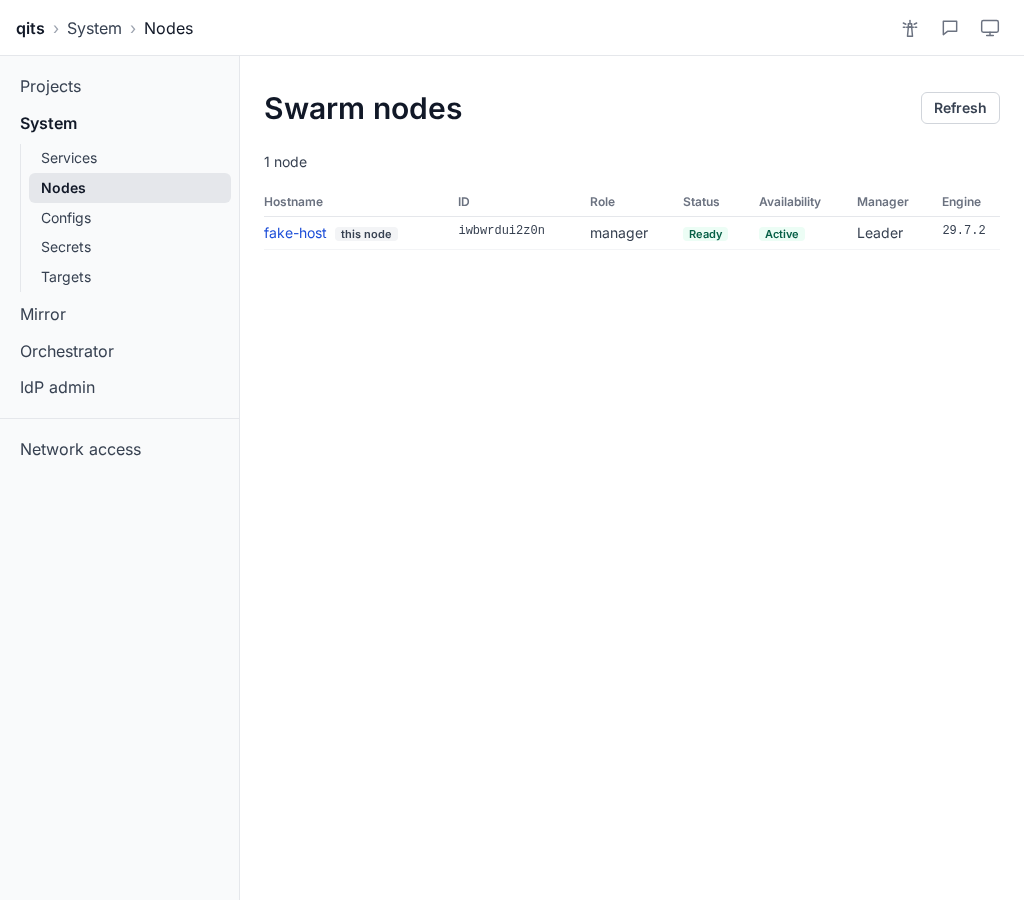 qits › System › Nodes
Projects
System
Services
Nodes
Configs
Secrets
Targets
Mirror
Orchestrator
IdP admin
Network access
Swarm nodes
Refresh
1 node
Hostname ID Role Status Availability Manager Engine
fake-host this node iwbwrdui2z0n manager Ready Active Leader 29.7.2